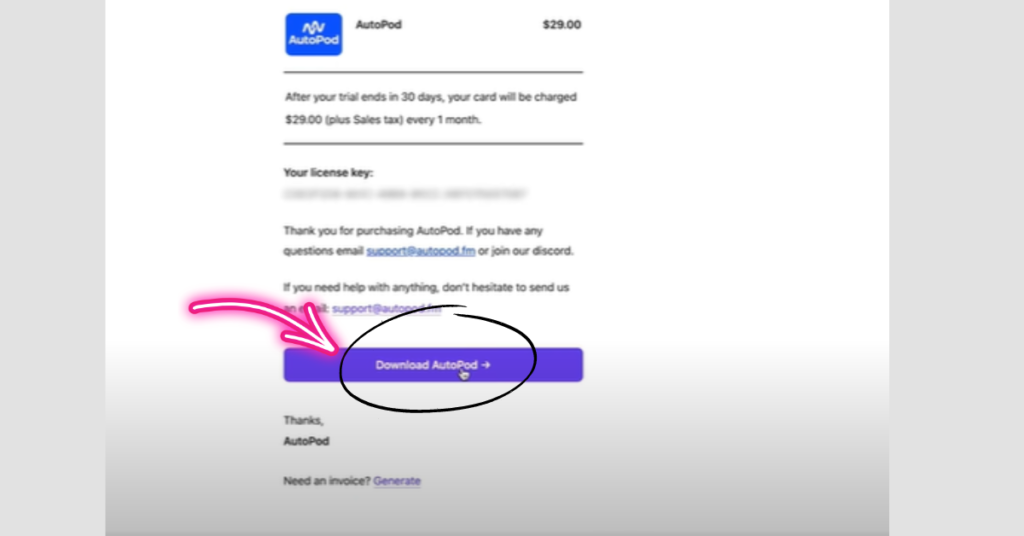 AutoPod
AutoPod $29.00
After your trial ends in 30 days, your card will be charged
$29.00 (plus Sales tax) every 1 month.
Your license key:
Thank you for purchasing AutoPod. If you have any
questions email support@autopod.fm or join our discord.
If you need help with anything, don't hesitate to send us
an email: support@autopod.fm
Download AutoPod →
Thanks,
AutoPod
Need an invoice? Generate